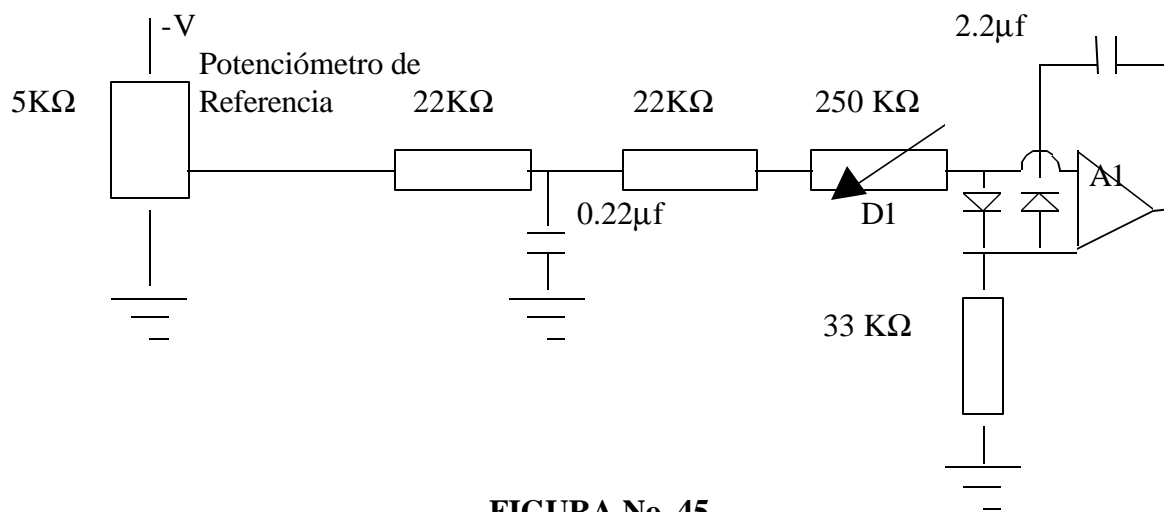 -V
2.2µf
Potenciómetro de
Referencia
5KΩ
22KΩ
22KΩ
250 KΩ
A1
D1
0.22µf
33 KΩ
FIGURA No. 45